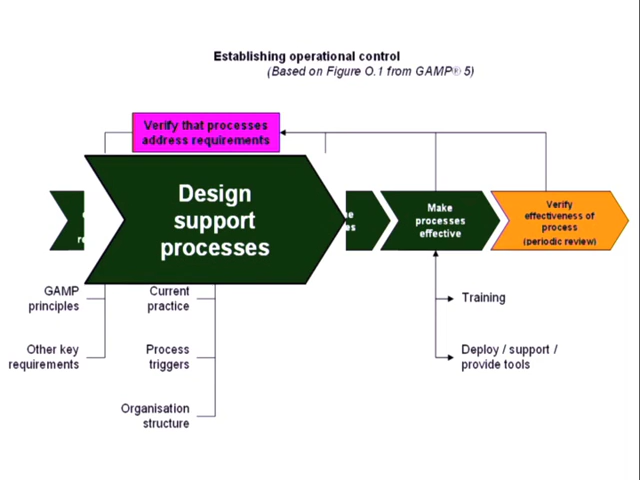 Establishing operational control
(Based on Figure O.1 from GAMP® 5)
Verify that processes
address requirements
Design
support
processes
Make
processes
effective
Verify
effectiveness of
process
(periodic review)
GAMP
principles
Other key
requirements
Current
practice
Process
triggers
Organisation
structure
Training
Deploy / support /
provide tools